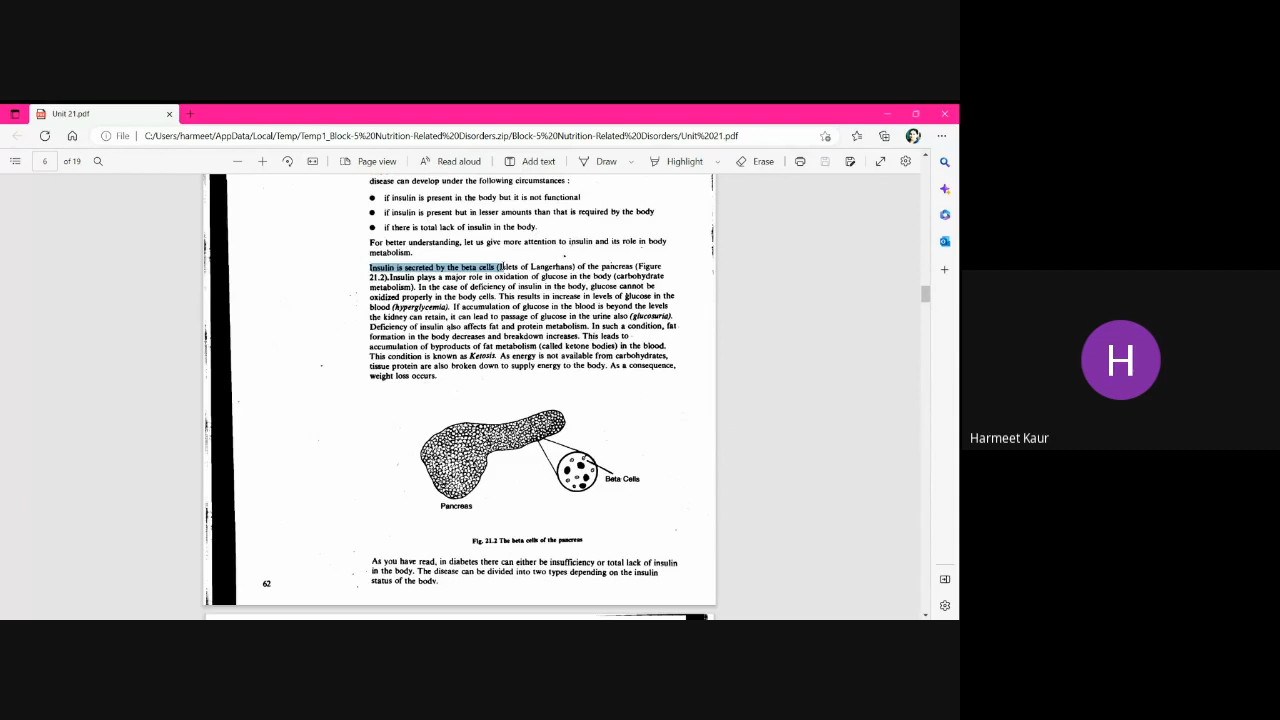 Unit 21.pdf
File
C:/Users/harmeet/AppData/Local/Temp/Temp1_Block-5%20Nutrition-Related%20Disorders.zip/Block-5%20Nutrition-Related%20Disorders/Unit%2021.pdf
6 of 19
Page view
Read aloud
Add text
Draw
Highlight
Erase
disease can develop under the following circumstances :
● if insulin is present in the body but it is not functional
● if insulin is present but in lesser amounts than that is required by the body
● if there is total lack of insulin in the body.
For better understanding, let us give more attention to insulin and its role in body
metabolism.
Insulin is secreted by the beta cells (Islets of Langerhans) of the pancreas (Figure
21.2).Insulin plays a major role in oxidation of glucose in the body (carbohydrate
metabolism). In the case of deficiency of insulin in the body, glucose cannot be
oxidized properly in the body cells. This results in increase in levels of glucose in the
blood (hyperglycemia). If accumulation of glucose in the blood is beyond the levels
the kidney can retain, it can lead to passage of glucose in the urine also (glucosuria).
Deficiency of insulin also affects fat and protein metabolism. In such a condition, fat
formation in the body decreases and breakdown increases. This leads to
accumulation of byproducts of fat metabolism (called ketone bodies) in the blood.
This condition is known as Ketosis. As energy is not available from carbohydrates,
tissue protein are also broken down to supply energy to the body. As a consequence,
weight loss occurs.
Beta Cells
Pancreas
Fig. 21.2 The beta cells of the pancreas
As you have read, in diabetes there can either be insufficiency or total lack of insulin
in the body. The disease can be divided into two types depending on the insulin
status of the body.
62
H
Harmeet Kaur